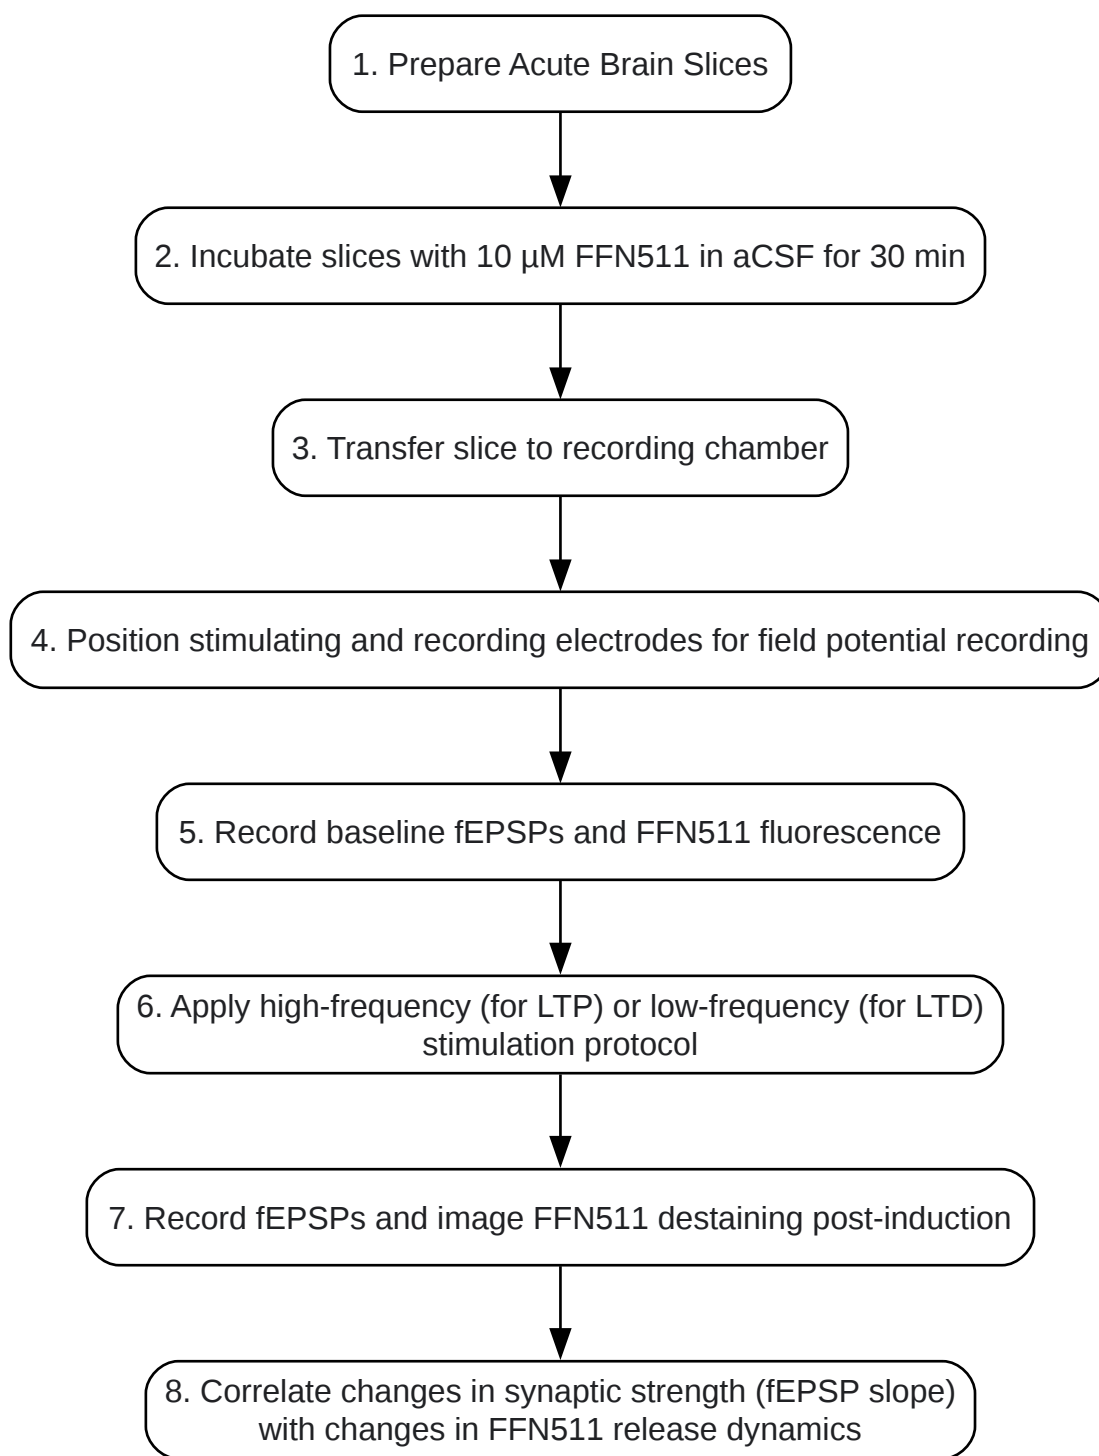 1. Prepare Acute Brain Slices
2. Incubate slices with 10 µM FFN511 in aCSF for 30 min
3. Transfer slice to recording chamber
4. Position stimulating and recording electrodes for field potential recording
5. Record baseline fEPSPs and FFN511 fluorescence
6. Apply high-frequency (for LTP) or low-frequency (for LTD)
stimulation protocol
7. Record fEPSPs and image FFN511 destaining post-induction
8. Correlate changes in synaptic strength (fEPSP slope)
with changes in FFN511 release dynamics